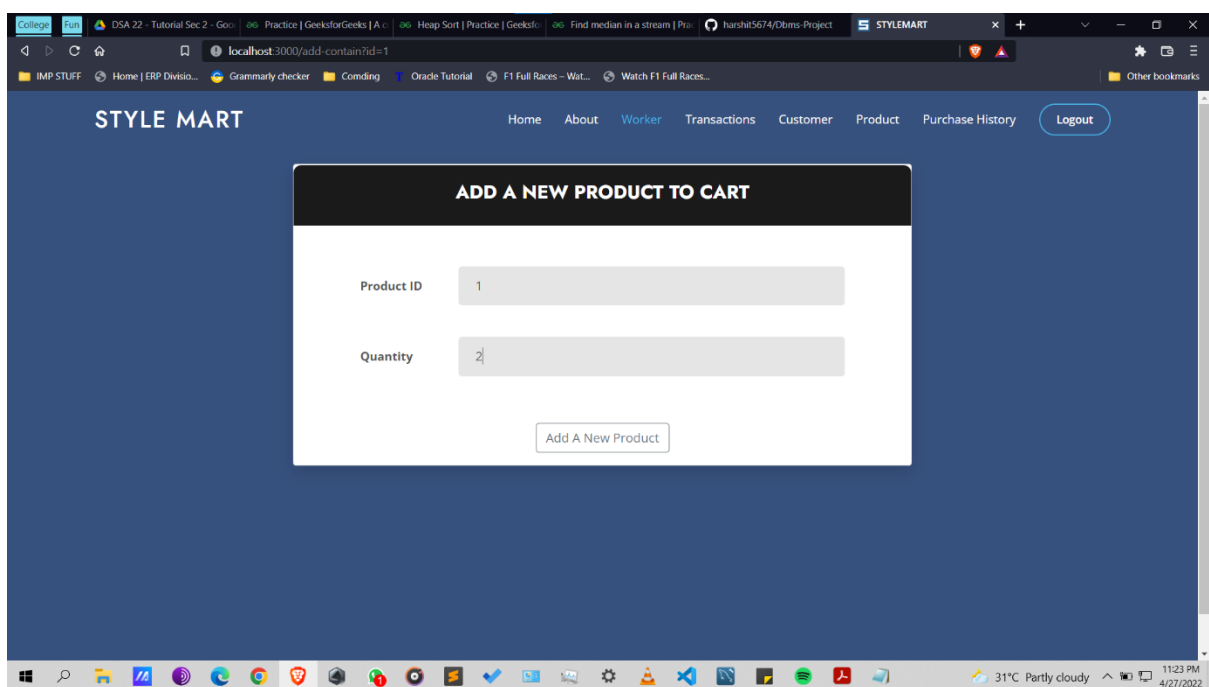 College Fun DSA 22 - Tutorial Sec 2 - Goo Practice | GeeksforGeeks | A c Heap Sort | Practice | Geeksfo Find median in a stream | Prac harshit5674/Dbms-Project STYLEMART
localhost:3000/add-contain?id=1
IMP STUFF Home | ERP Divisio... Grammarly checker Comding Oracle Tutorial F1 Full Races – Wat... Watch F1 Full Races... Other bookmarks
STYLE MART Home About Worker Transactions Customer Product Purchase History Logout
ADD A NEW PRODUCT TO CART
Product ID 1
Quantity 2
Add A New Product
31°C Partly cloudy 11:23 PM
4/27/2022